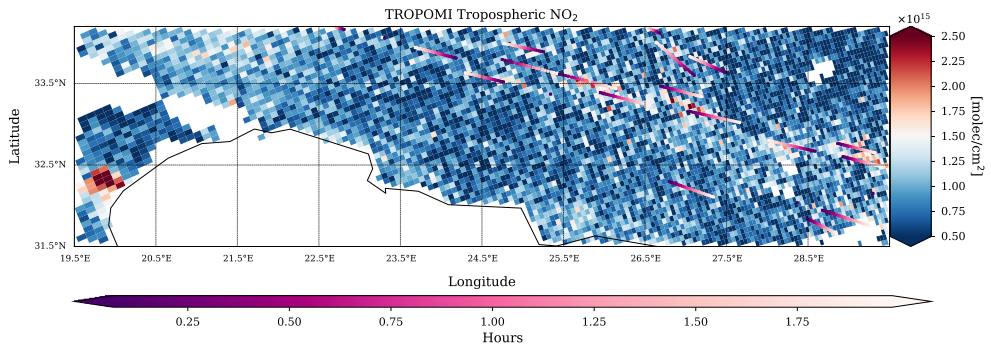 TROPOMI Tropospheric NO₂
×10¹⁵
2.50
2.25
2.00
1.75
1.50
1.25
1.00
0.75
0.50
[molec/cm²]
Latitude
33.5°N
32.5°N
31.5°N
19.5°E 20.5°E 21.5°E 22.5°E 23.5°E 24.5°E 25.5°E 26.5°E 27.5°E 28.5°E
Longitude
0.25 0.50 0.75 1.00 1.25 1.50 1.75
Hours